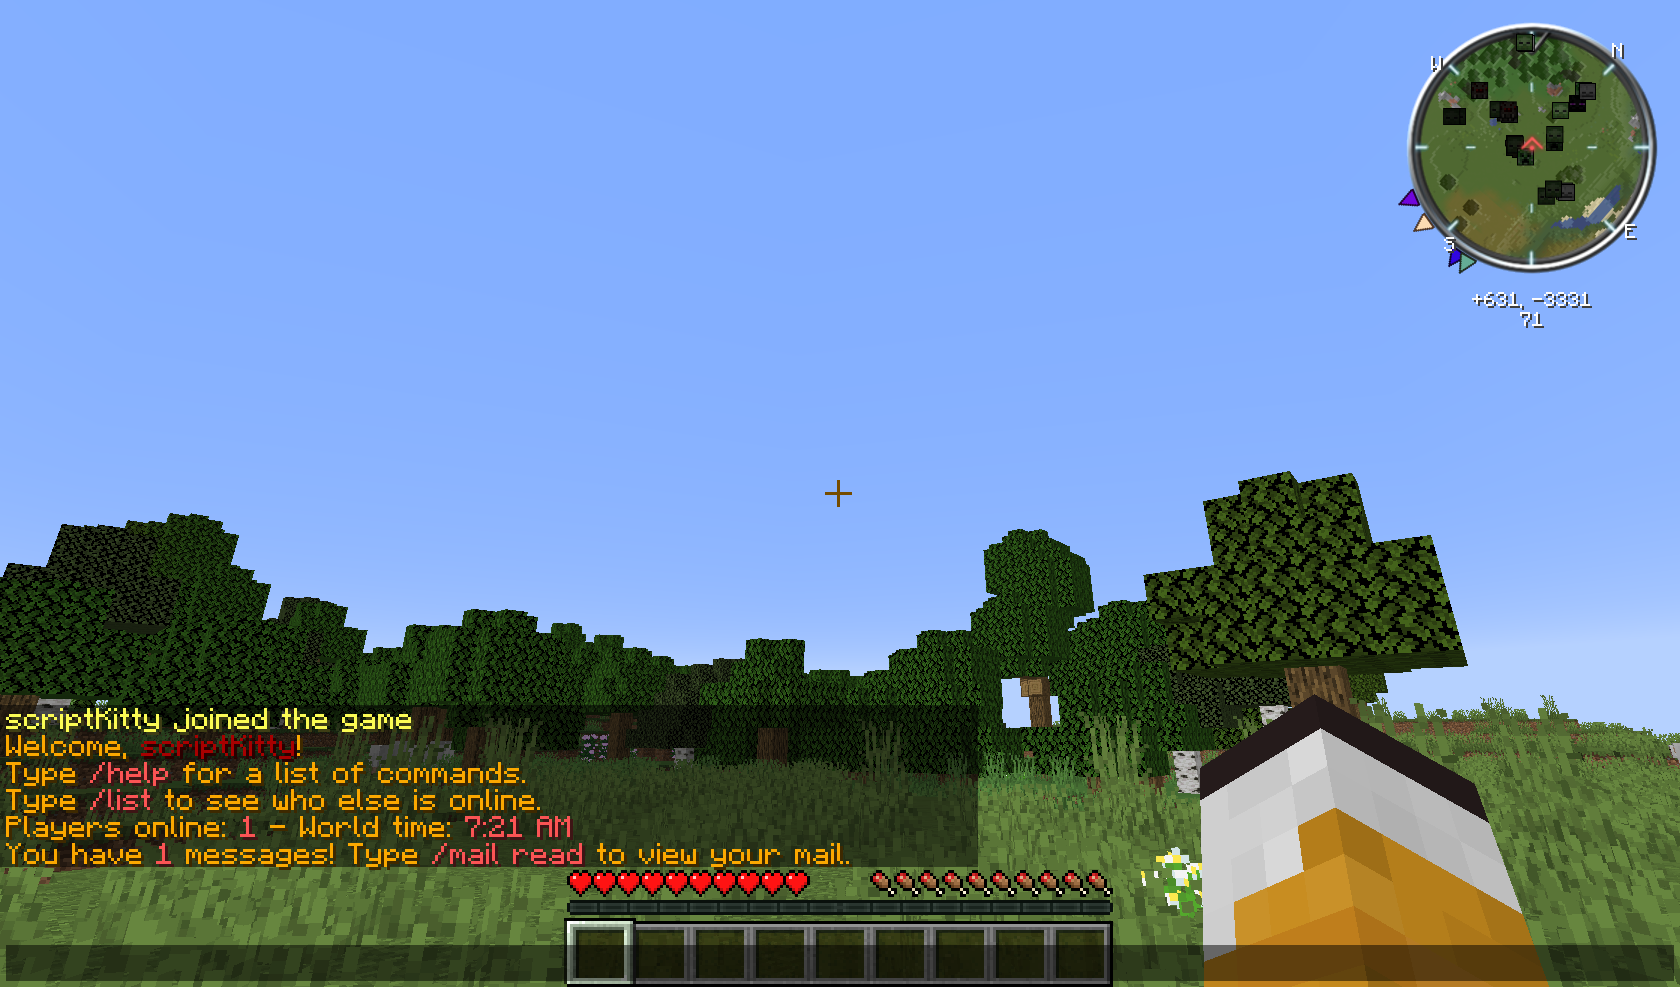 W
N
S
E
+631, -3331
71
scriptKitty joined the game
Welcome, scriptKitty!
Type /help for a list of commands.
Type /list to see who else is online.
Players online: 1 - World time: 7:21 AM
You have 1 messages! Type /mail read to view your mail.